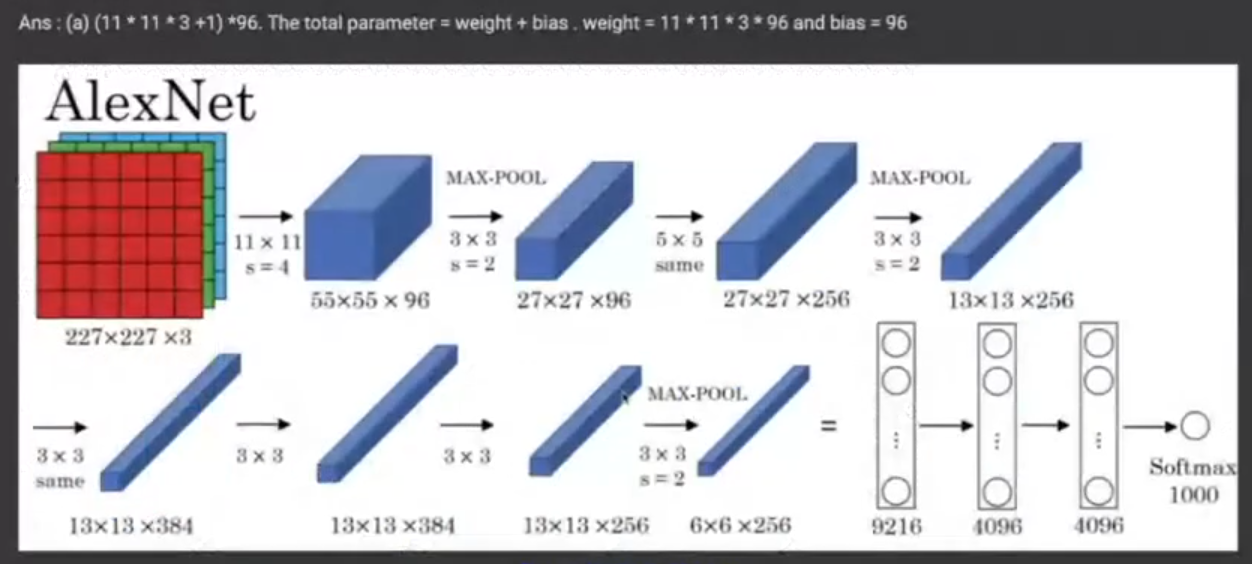 Ans : (a) (11 * 11 * 3 +1) *96. The total parameter = weight + bias . weight = 11 * 11 * 3 * 96 and bias = 96
AlexNet
11 × 11
s = 4
MAX-POOL
3 × 3
s = 2
5 × 5
same
MAX-POOL
3 × 3
s = 2
227×227 ×3
55×55 × 96
27×27 ×96
27×27 ×256
13×13 ×256
3 × 3
same
3 × 3
3 × 3
MAX-POOL
3 × 3
s = 2
=
⋮
⋮
⋮
Softmax
1000
13×13 ×384
13×13 ×384
13×13 ×256
6×6 ×256
9216
4096
4096